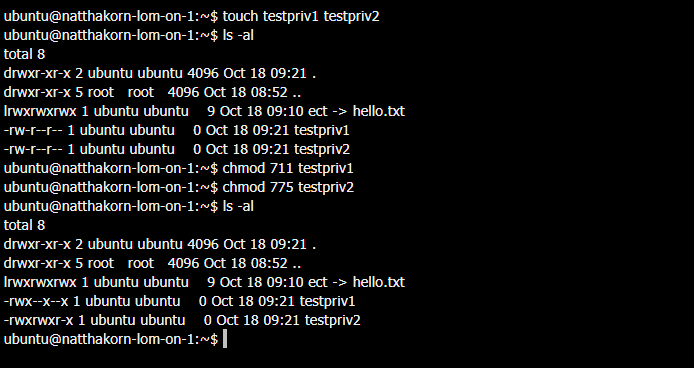 ubuntu@natthakorn-lom-on-1:~$ touch testpriv1 testpriv2
ubuntu@natthakorn-lom-on-1:~$ ls -al
total 8
drwxr-xr-x 2 ubuntu ubuntu 4096 Oct 18 09:21 .
drwxr-xr-x 5 root   root   4096 Oct 18 08:52 ..
lrwxrwxrwx 1 ubuntu ubuntu    9 Oct 18 09:10 ect -> hello.txt
-rw-r--r-- 1 ubuntu ubuntu    0 Oct 18 09:21 testpriv1
-rw-r--r-- 1 ubuntu ubuntu    0 Oct 18 09:21 testpriv2
ubuntu@natthakorn-lom-on-1:~$ chmod 711 testpriv1
ubuntu@natthakorn-lom-on-1:~$ chmod 775 testpriv2
ubuntu@natthakorn-lom-on-1:~$ ls -al
total 8
drwxr-xr-x 2 ubuntu ubuntu 4096 Oct 18 09:21 .
drwxr-xr-x 5 root   root   4096 Oct 18 08:52 ..
lrwxrwxrwx 1 ubuntu ubuntu    9 Oct 18 09:10 ect -> hello.txt
-rwx--x--x 1 ubuntu ubuntu    0 Oct 18 09:21 testpriv1
-rwxrwxr-x 1 ubuntu ubuntu    0 Oct 18 09:21 testpriv2
ubuntu@natthakorn-lom-on-1:~$